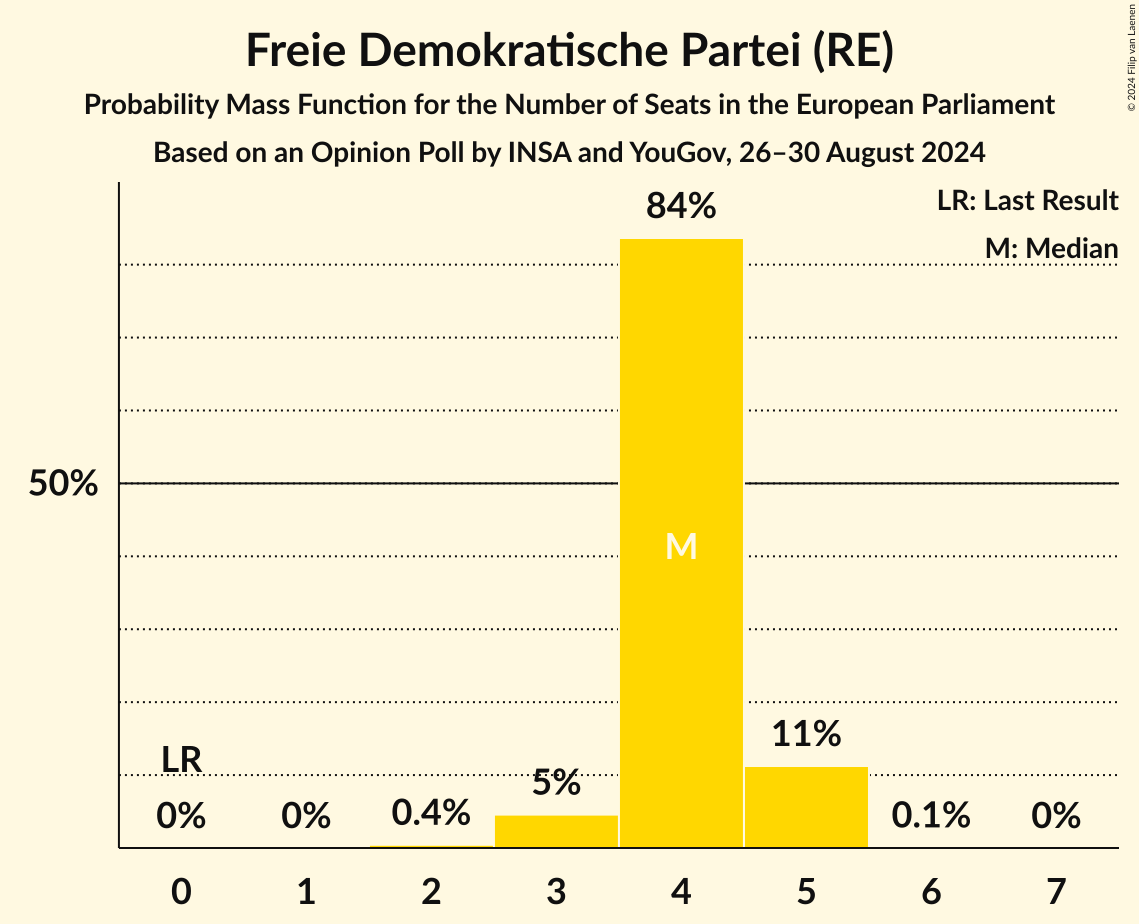 Freie Demokratische Partei (RE)
Probability Mass Function for the Number of Seats in the European Parliament
Based on an Opinion Poll by INSA and YouGov, 26–30 August 2024
© 2024 Filip van Laenen
LR: Last Result
M: Median
84%
50%
M
11%
LR
5%
0% 0% 0.4% 0.1% 0%
0 1 2 3 4 5 6 7